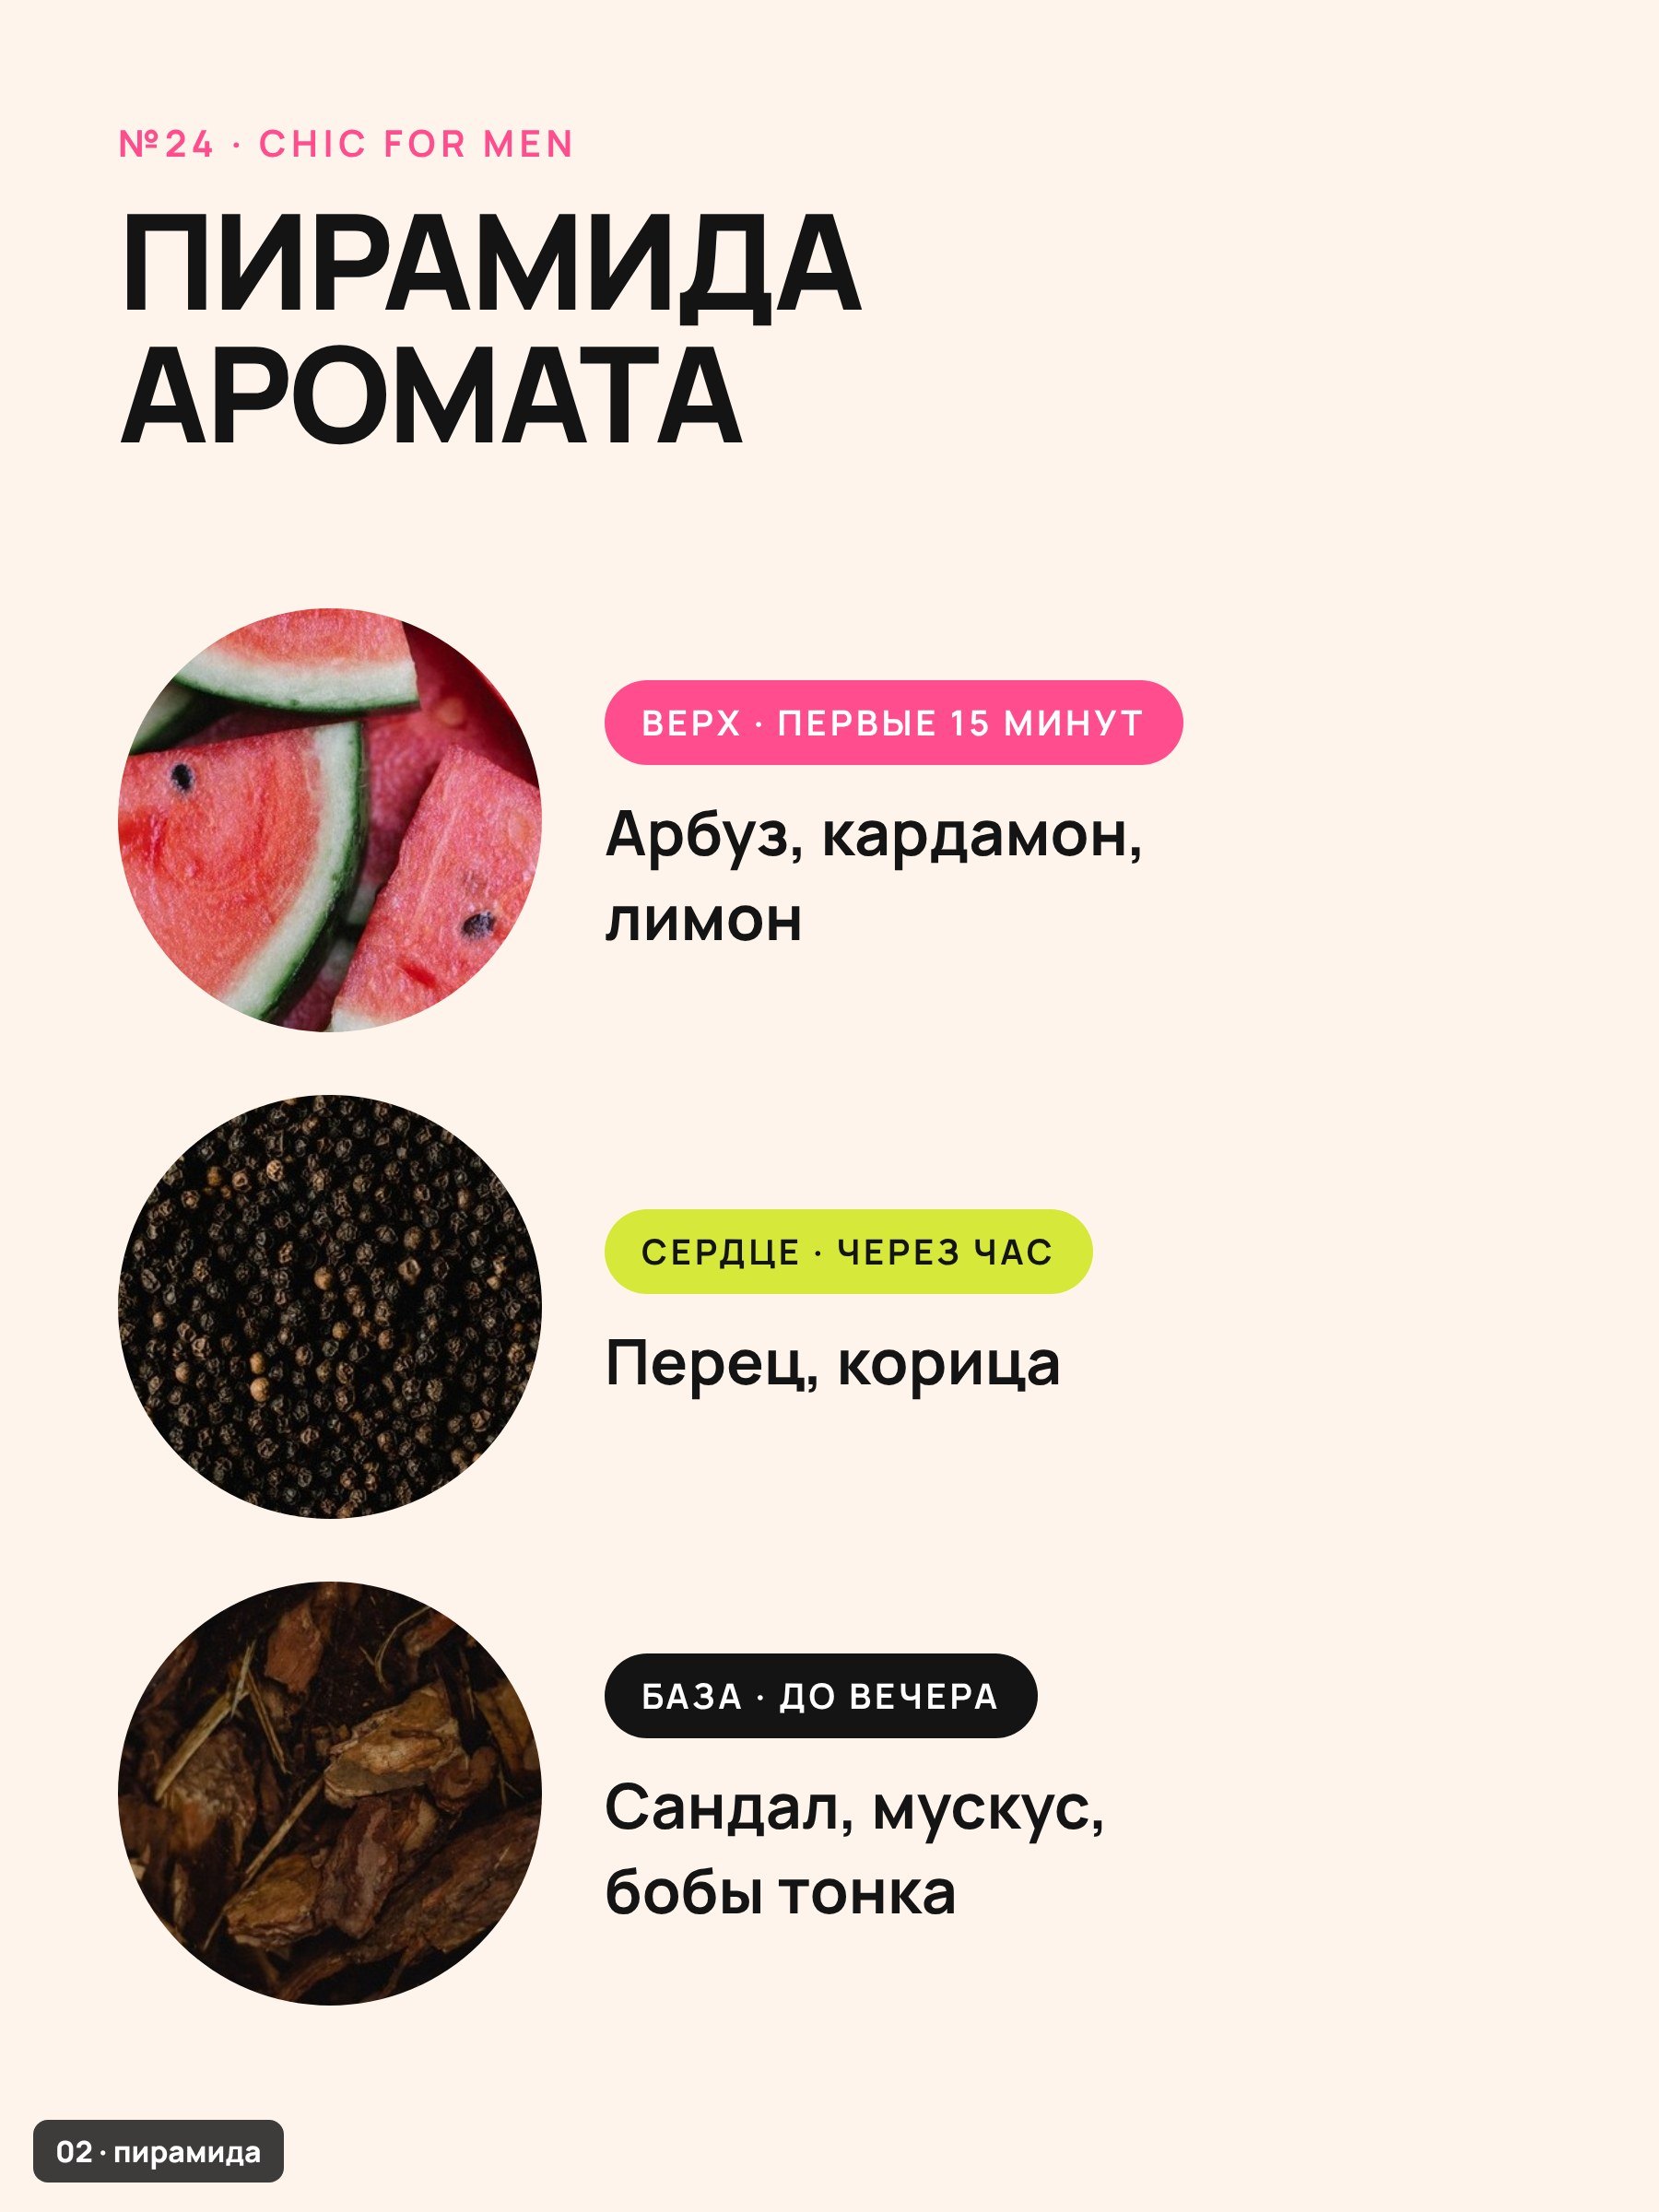 №24 · CHIC FOR MEN
ПИРАМИДА
АРОМАТА
ВЕРХ · ПЕРВЫЕ 15 МИНУТ
Арбуз, кардамон,
лимон
СЕРДЦЕ · ЧЕРЕЗ ЧАС
Перец, корица
БАЗА · ДО ВЕЧЕРА
Сандал, мускус,
бобы тонка
02 · пирамида